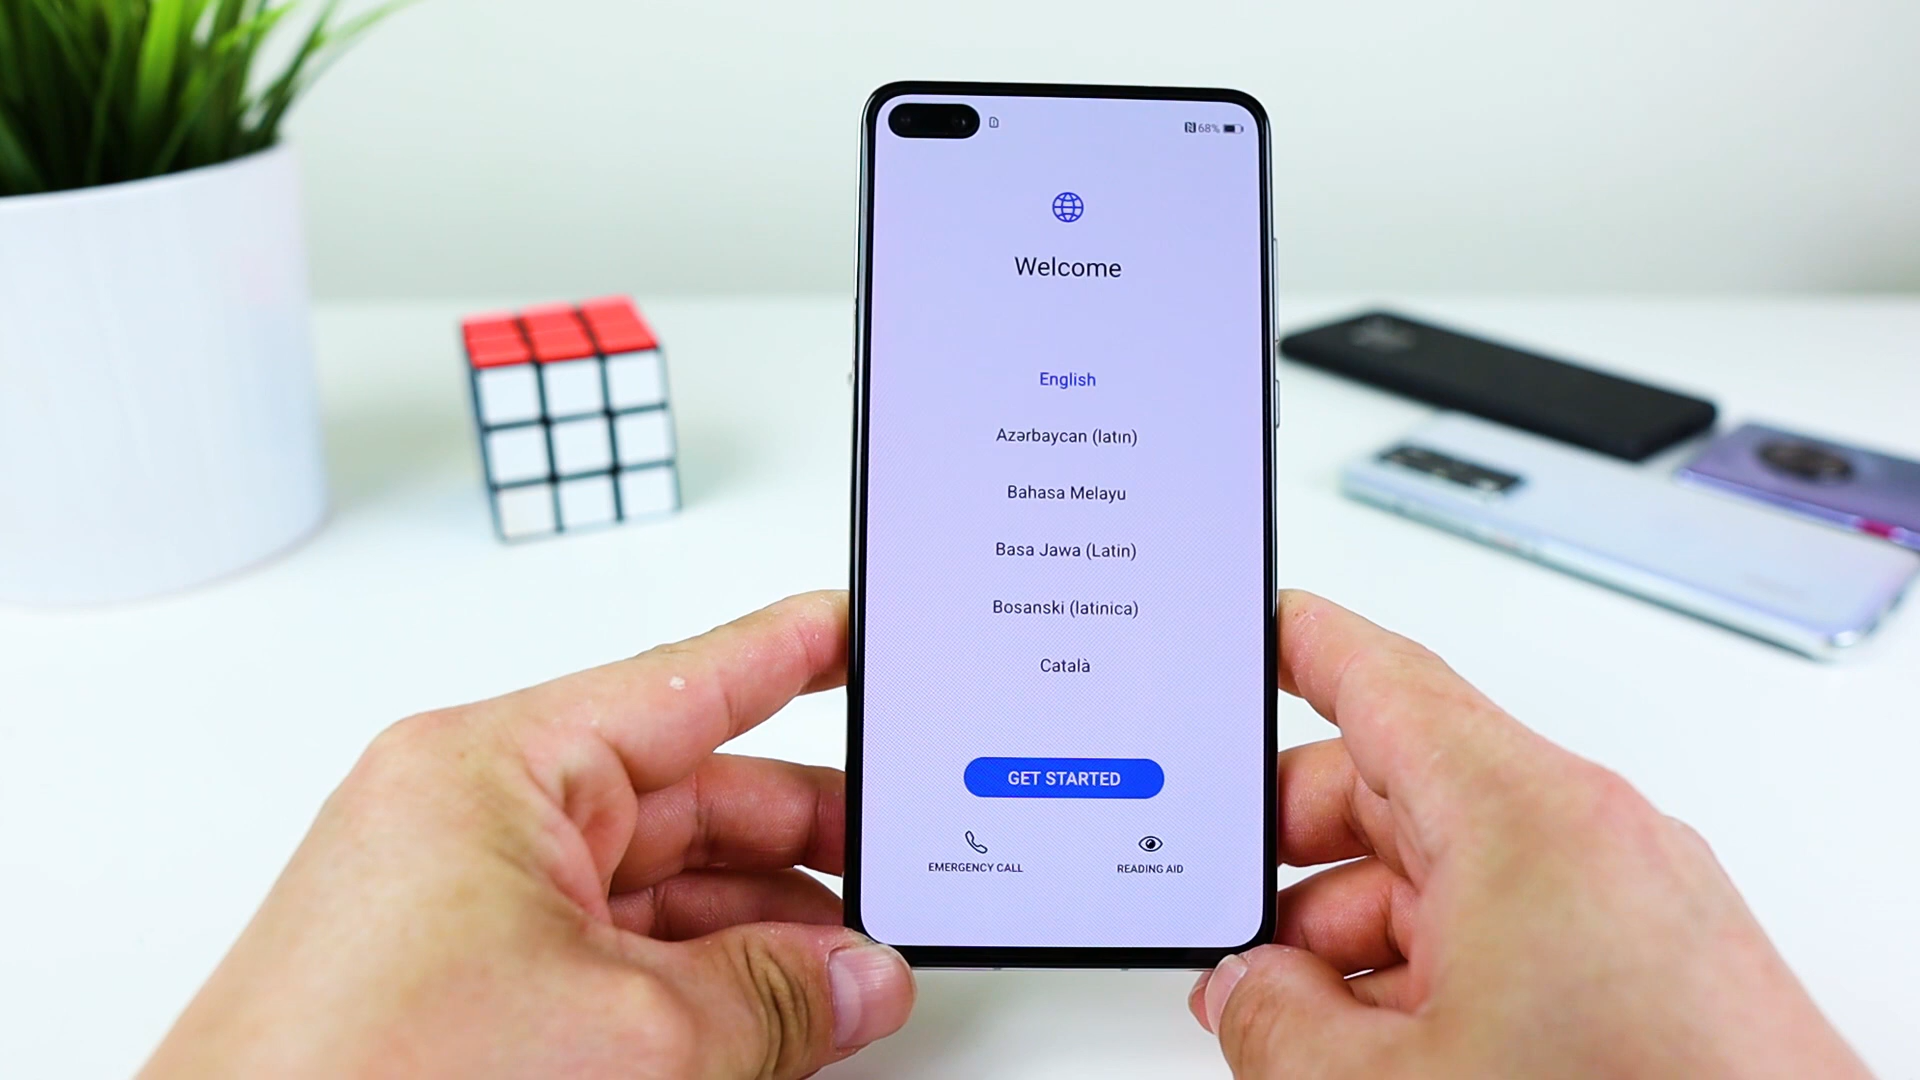 68%
Welcome
English
Azərbaycan (latın)
Bahasa Melayu
Basa Jawa (Latin)
Bosanski (latinica)
Català
GET STARTED
EMERGENCY CALL
READING AID